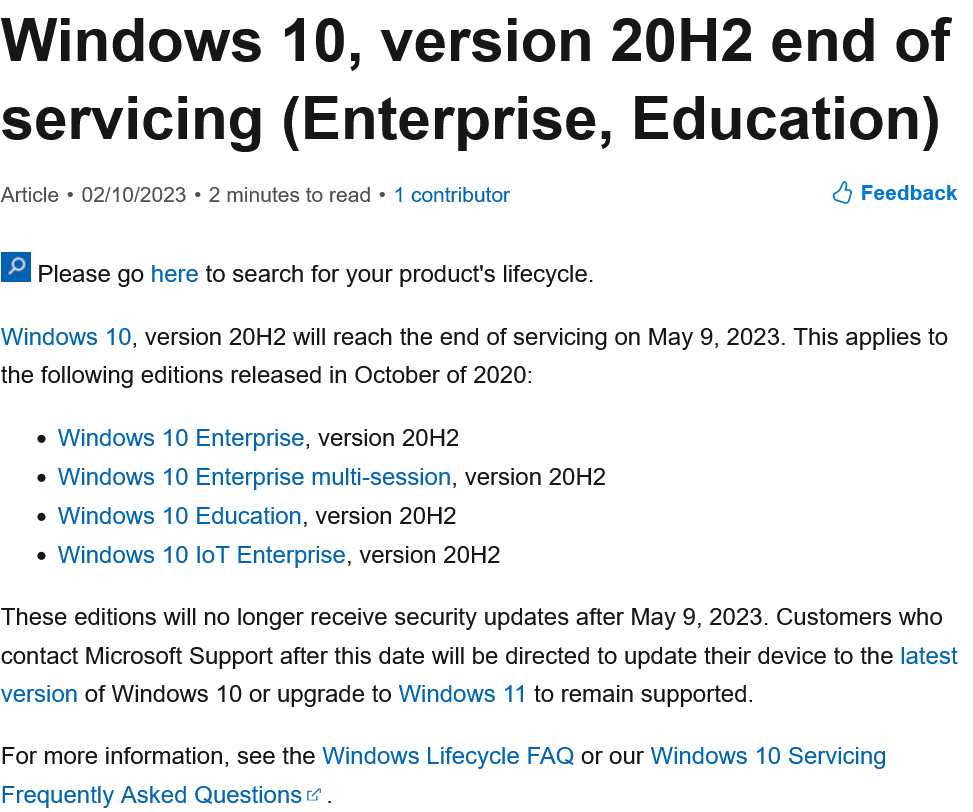 Windows 10, version 20H2 end of
servicing (Enterprise, Education)
Article • 02/10/2023 • 2 minutes to read • 1 contributor
Feedback
Please go here to search for your product's lifecycle.
Windows 10, version 20H2 will reach the end of servicing on May 9, 2023. This applies to
the following editions released in October of 2020:
• Windows 10 Enterprise, version 20H2
• Windows 10 Enterprise multi-session, version 20H2
• Windows 10 Education, version 20H2
• Windows 10 IoT Enterprise, version 20H2
These editions will no longer receive security updates after May 9, 2023. Customers who
contact Microsoft Support after this date will be directed to update their device to the latest
version of Windows 10 or upgrade to Windows 11 to remain supported.
For more information, see the Windows Lifecycle FAQ or our Windows 10 Servicing
Frequently Asked Questions .